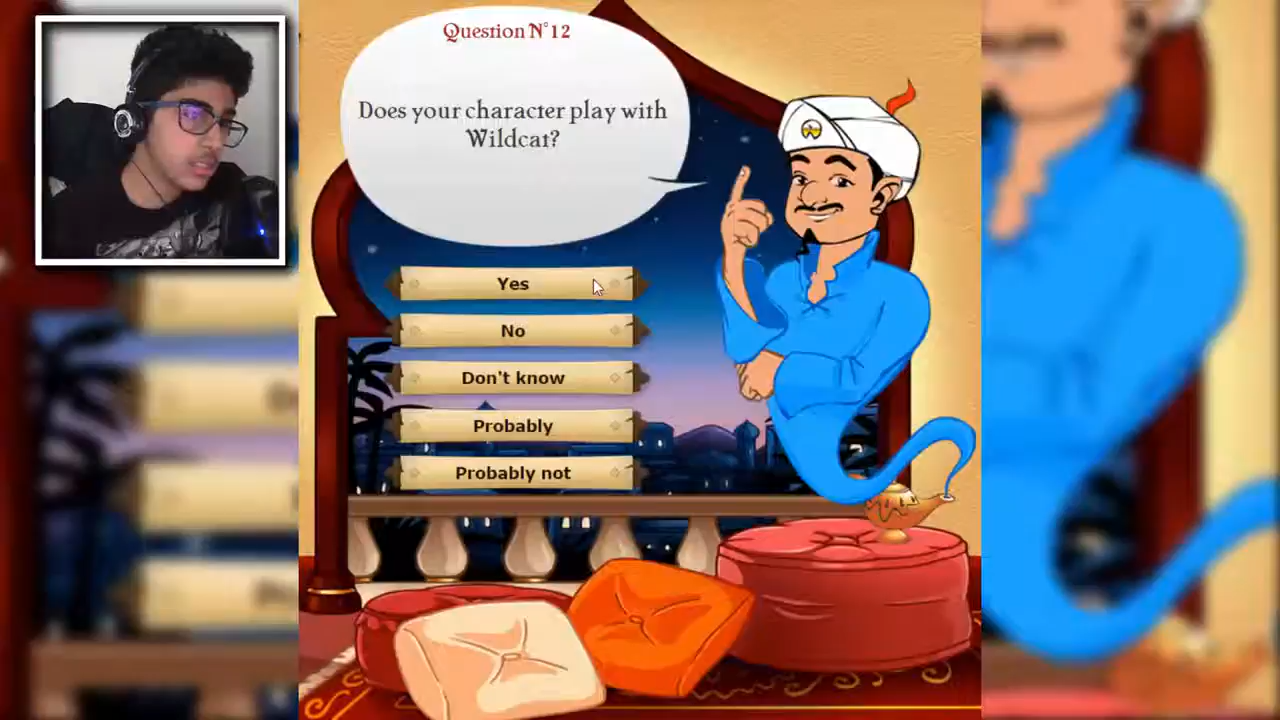 Question N°12
Does your character play with
Wildcat?
Yes
No
Don't know
Probably
Probably not